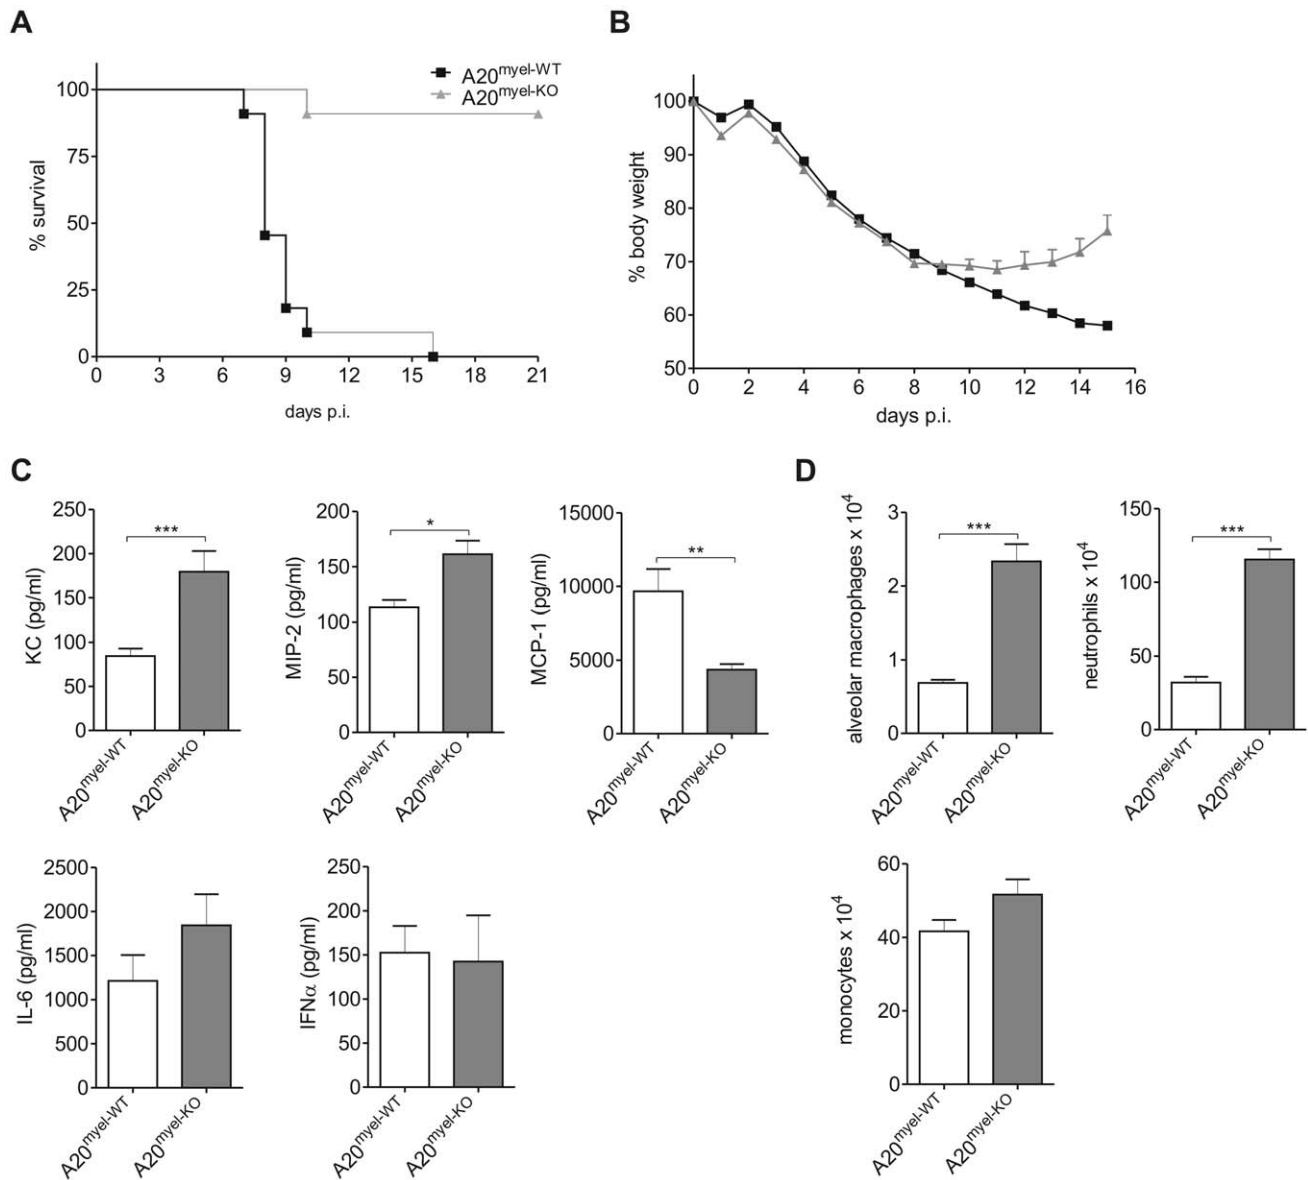 A
A20myel-WT
A20myel-KO
% survival
100
75
50
25
0
0 3 6 9 12 15 18 21
days p.i.
B
% body weight
100
90
80
70
60
50
0 2 4 6 8 10 12 14 16
days p.i.
C
KC (pg/ml)
250
200
150
100
50
0
***
A20myel-WT
A20myel-KO
MIP-2 (pg/ml)
200
150
100
50
0
*
A20myel-WT
A20myel-KO
MCP-1 (pg/ml)
15000
10000
5000
0
**
A20myel-WT
A20myel-KO
D
alveolar macrophages x 10⁴
3
2
1
0
***
A20myel-WT
A20myel-KO
neutrophils x 10⁴
150
100
50
0
***
A20myel-WT
A20myel-KO
IL-6 (pg/ml)
2500
2000
1500
1000
500
0
A20myel-WT
A20myel-KO
IFNα (pg/ml)
250
200
150
100
50
0
A20myel-WT
A20myel-KO
monocytes x 10⁴
60
40
20
0
A20myel-WT
A20myel-KO